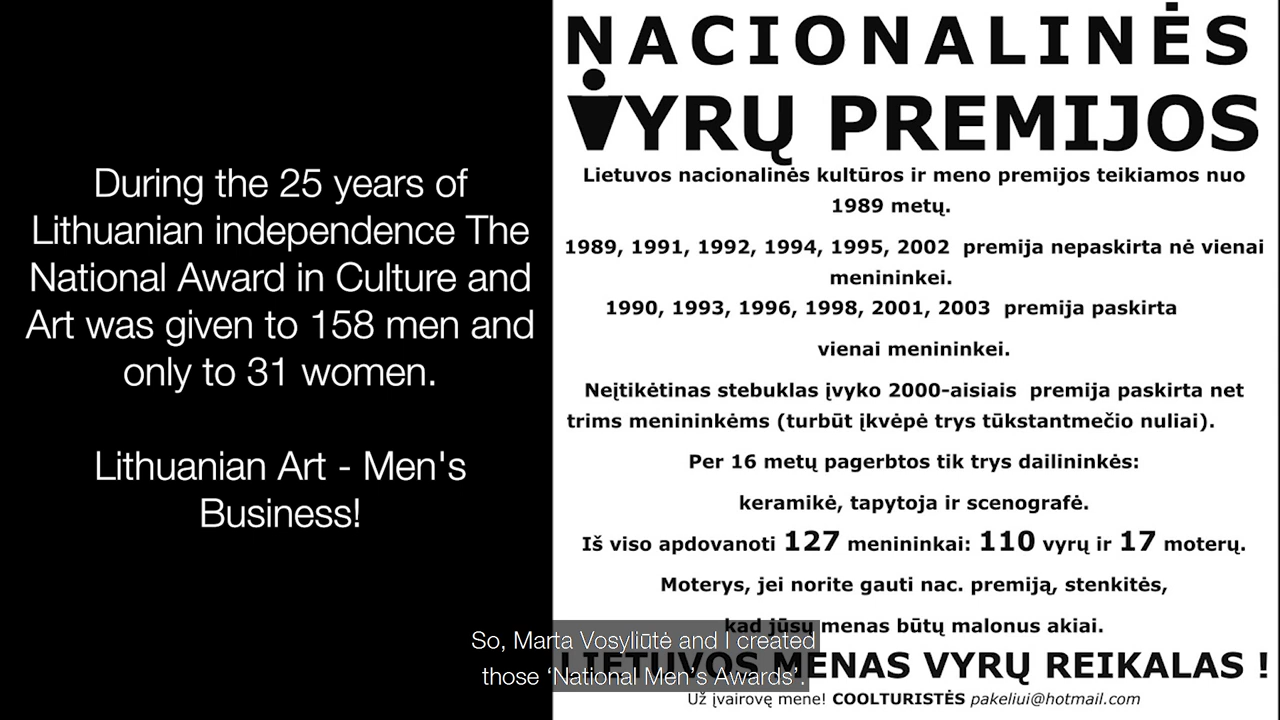 During the 25 years of
Lithuanian independence The
National Award in Culture and
Art was given to 158 men and
only to 31 women.
Lithuanian Art - Men's
Business!
NACIONALINĖS
VYRŲ PREMIJOS
Lietuvos nacionalinės kultūros ir meno premijos teikiamos nuo
1989 metų.
1989, 1991, 1992, 1994, 1995, 2002 premija nepaskirta nė vienai
menininkei.
1990, 1993, 1996, 1998, 2001, 2003 premija paskirta
vienai menininkei.
Neįtikėtinas stebuklas įvyko 2000-aisiais premija paskirta net
trims menininkėms (turbūt įkvėpė trys tūkstantmečio nuliai).
Per 16 metų pagerbtos tik trys dailininkės:
keramikė, tapytoja ir scenografė.
Iš viso apdovanoti 127 menininkai: 110 vyrų ir 17 moterų.
Moterys, jei norite gauti nac. premiją, stenkitės,
kad jūsų menas būtų malonus akiai.
LIETUVOS MENAS VYRŲ REIKALAS !
Už įvairovę mene! COOLTURISTĖS pakeliui@hotmail.com
So, Marta Vosyliūtė and I created
those ‘National Men’s Awards’.